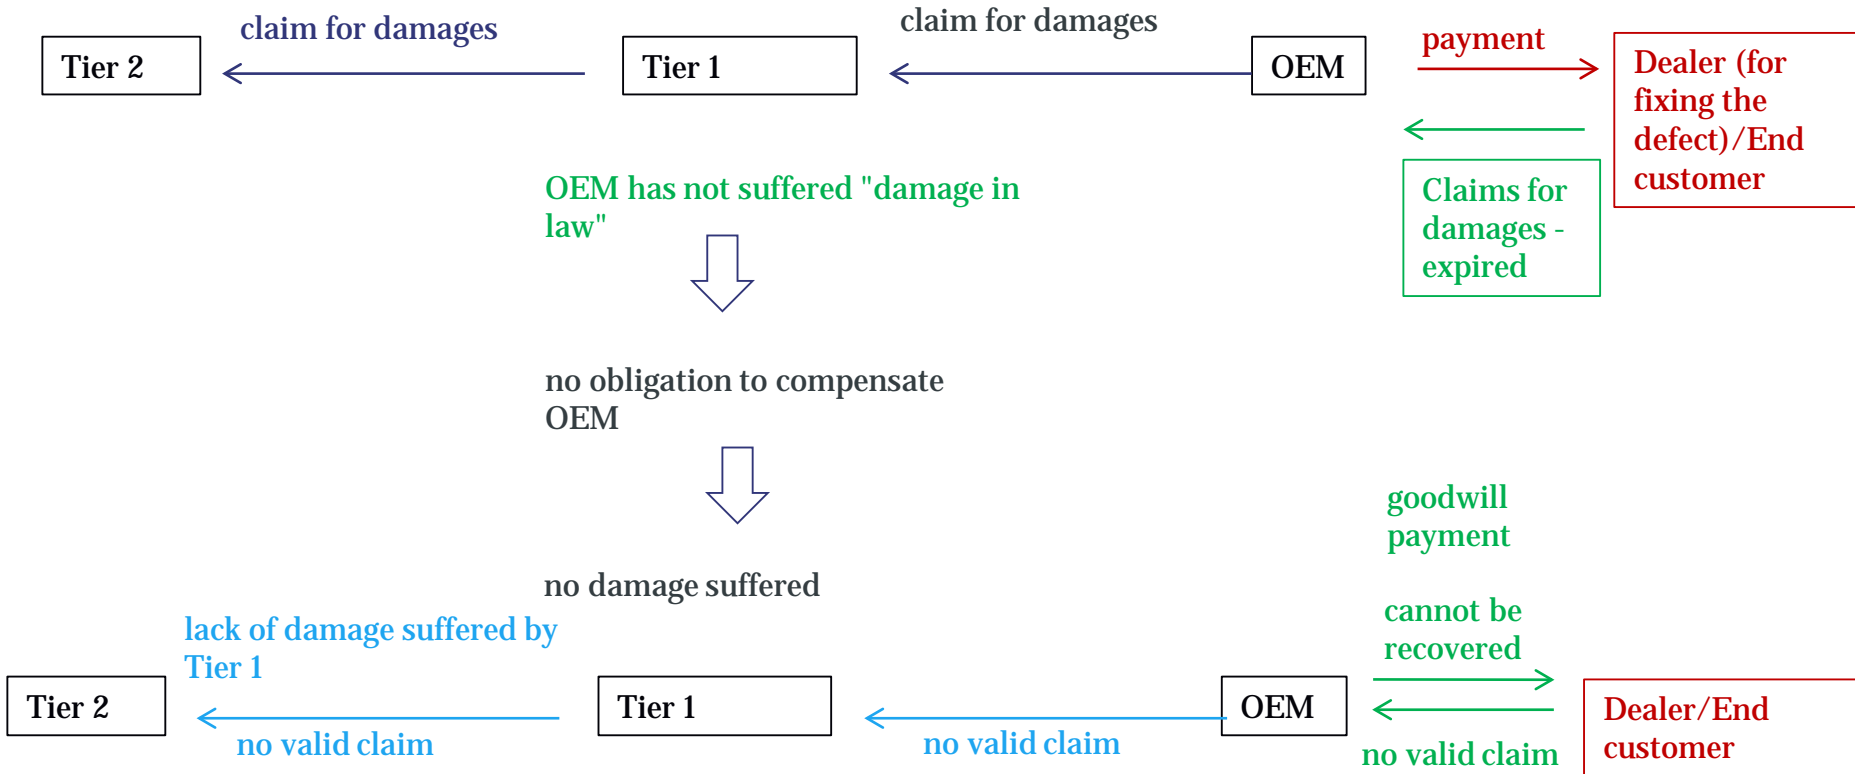 claim for damages
claim for damages
payment
Tier 2
Tier 1
OEM
Dealer (for
fixing the
defect)/End
customer
OEM has not suffered "damage in
law"
Claims for
damages -
expired
no obligation to compensate
OEM
goodwill
payment
no damage suffered
cannot be
recovered
lack of damage suffered by
Tier 1
Tier 2
Tier 1
OEM
Dealer/End
customer
no valid claim
no valid claim
no valid claim